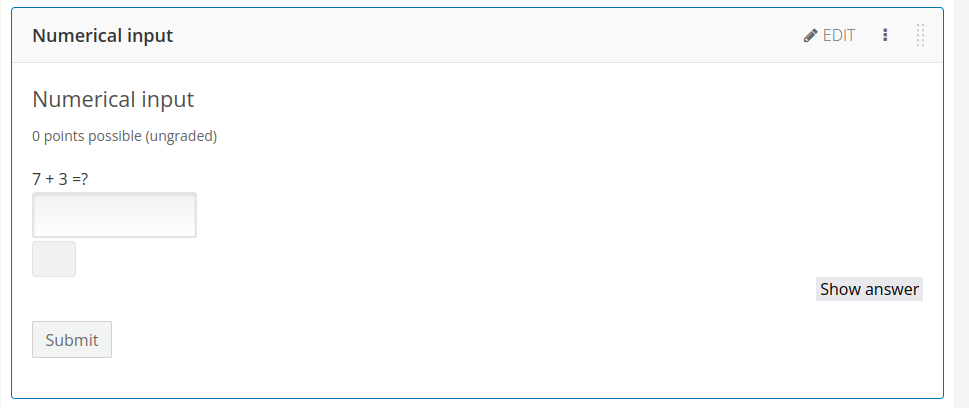 Numerical input
EDIT
Numerical input
0 points possible (ungraded)
7 + 3 =?
Show answer
Submit